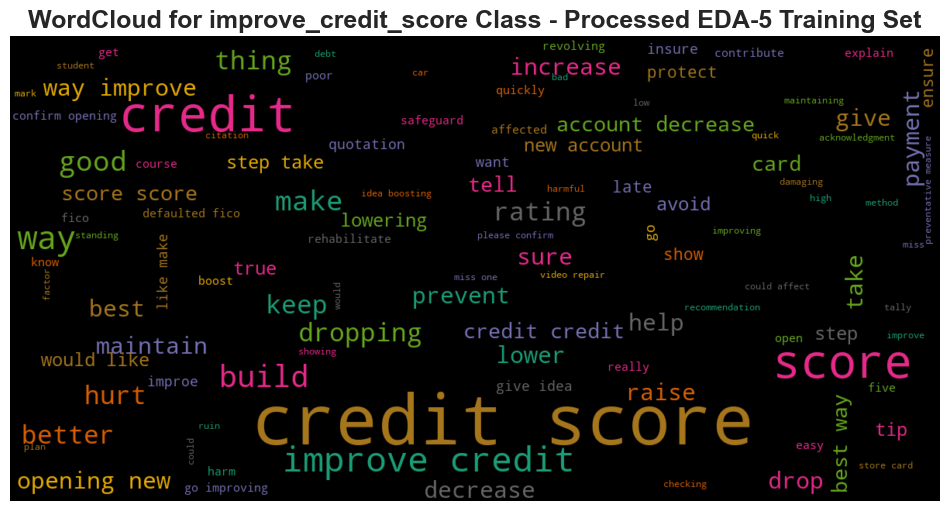 WordCloud for improve_credit_score Class - Processed EDA-5 Training Set
get
student
mark
way improve
confirm opening
thing
debt
poor
car
revolving
insure
contribute
explain
increase
bad
protect
quickly
ensure
credit
citation
safeguard
low
maintaining
affected
account decrease
quick
give
acknowledgment
payment
quotation
new account
good
course
step take
want
card
damaging
score score
idea boosting
tell
harmful
late
high
method
preventative measure
make
avoid
fico
defaulted fico
lowering
rating
way
standing
rehabilitate
please confirm
go
improving
miss
know
factor
like make
true
sure
show
boost
would
miss one
video repair
could affect
take
best
keep
prevent
recommendation
tally
dropping
credit credit
help
step
improve
open
maintain
showing
lower
would like
really
score
improe
build
give idea
raise
five
hurt
credit score
best way
ruin
better
plan
could
improve credit
tip
easy
harm
store card
opening new
go improving
decrease
checking
drop